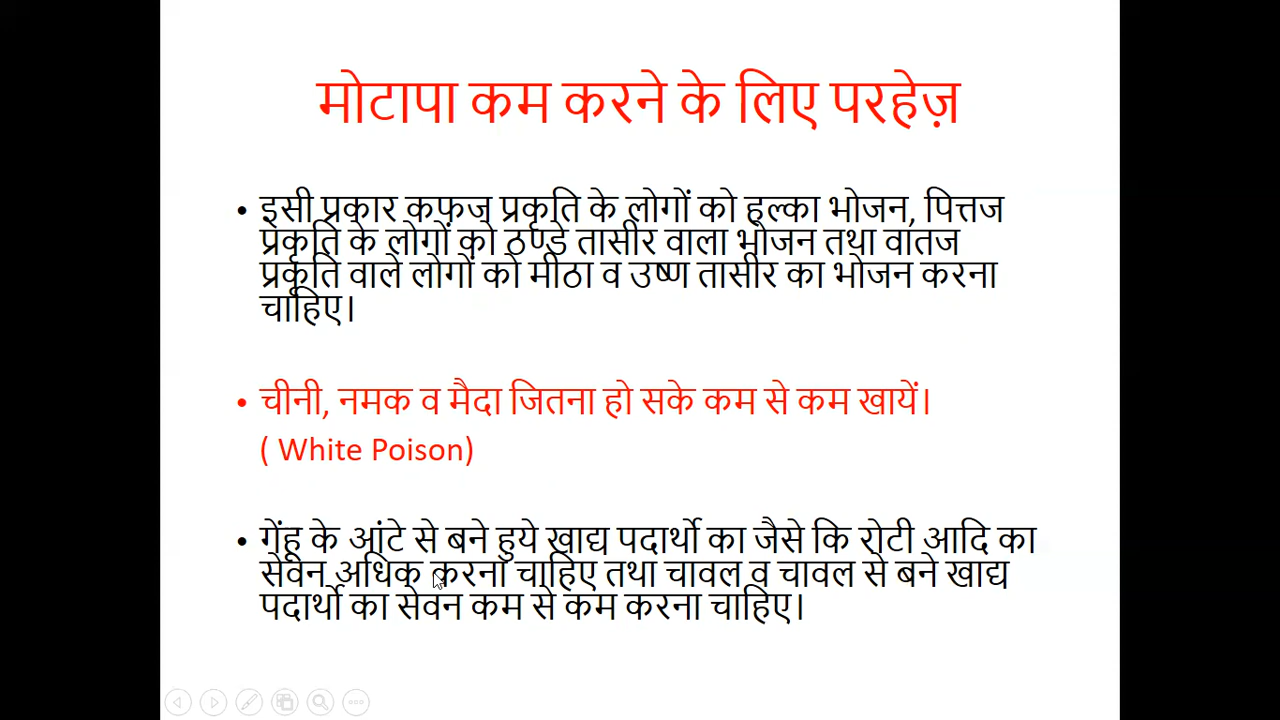 मोटापा कम करने के लिए परहेज़
• इसी प्रकार कफज प्रकृति के लोगों को हल्का भोजन, पित्तज
प्रकृति के लोगों को ठण्डे तासीर वाला भोजन तथा वातज
प्रकृति वाले लोगों को मीठा व उष्ण तासीर का भोजन करना
चाहिए।
• चीनी, नमक व मैदा जितना हो सके कम से कम खायें।
( White Poison)
• गेंहू के आंटे से बने हुये खाद्य पदार्थो का जैसे कि रोटी आदि का
सेवन अधिक करना चाहिए तथा चावल व चावल से बने खाद्य
पदार्थो का सेवन कम से कम करना चाहिए।